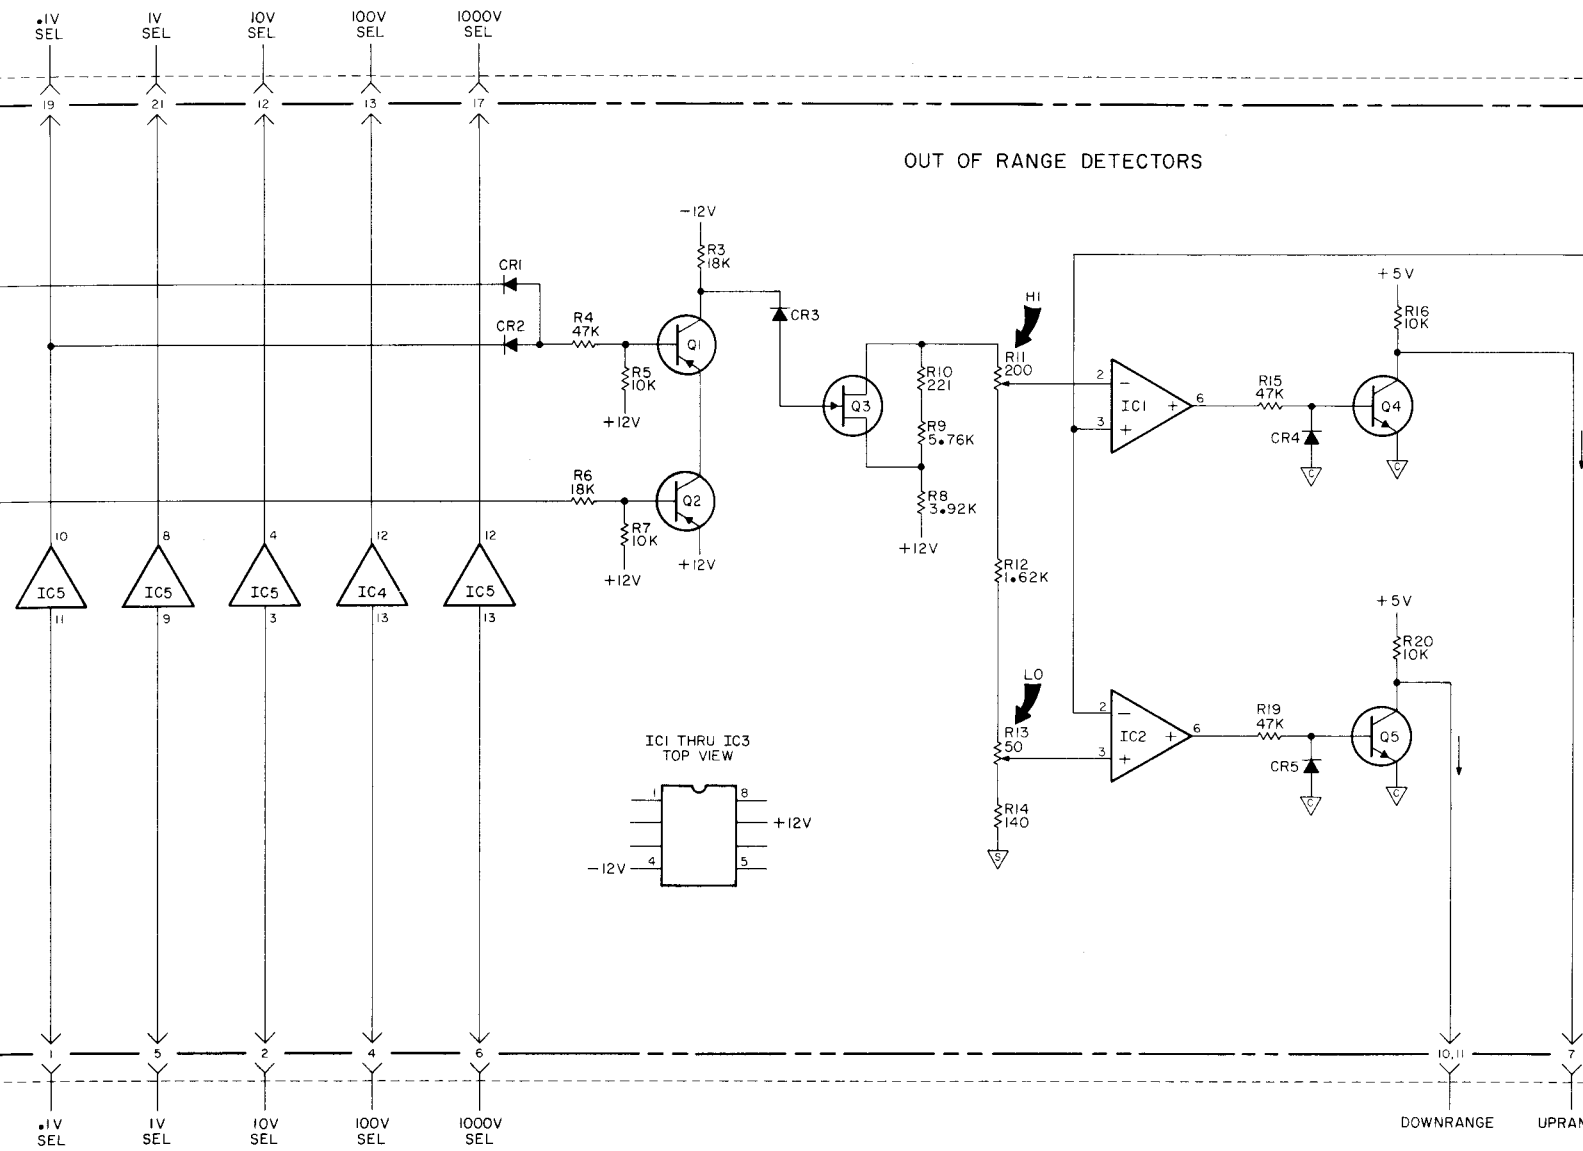 .1V 1V 10V 100V 1000V
SEL SEL SEL SEL SEL
19 21 12 13 17
OUT OF RANGE DETECTORS
-12V
R3
18K
CR1
CR3
HI
+5V
R16
10K
CR2
R4
47K
Q1
R5
10K
+12V
Q3
R10
221
R9
5.76K
R8
3.92K
+12V
R11
200
2 -
IC1 + 6
3 +
R15
47K
CR4
C
Q4
C
R6
18K
Q2
R7
10K
+12V
+12V
10 8 4 12 12
IC5 IC5 IC5 IC4 IC5
11 9 3 13 13
R12
1.62K
+5V
R20
10K
LO
R13
50
2 -
IC2 + 6
3 +
R19
47K
CR5
C
Q5
C
R14
140
S
IC1 THRU IC3
TOP VIEW
1 8
+12V
-12V 4 5
1 5 2 4 6 10,11 7
.1V 1V 10V 100V 1000V
SEL SEL SEL SEL SEL
DOWNRANGE UPRAN